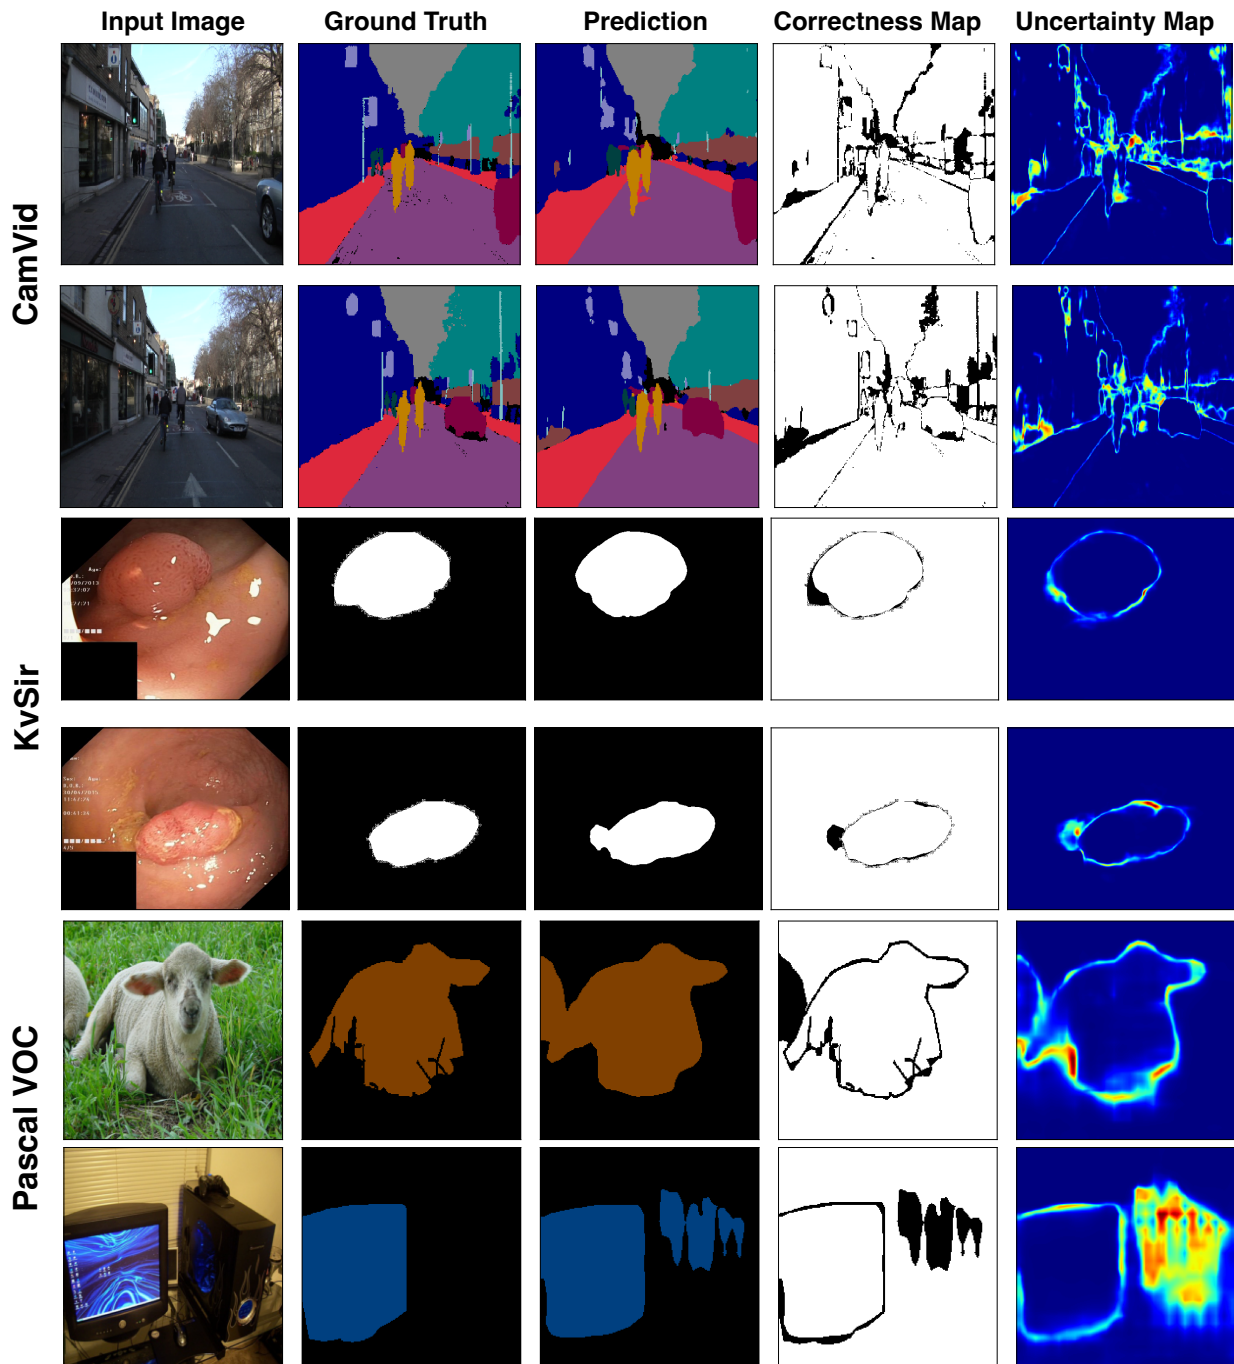 Input Image Ground Truth Prediction Correctness Map Uncertainty Map
CamVid
KvSir
Pascal VOC